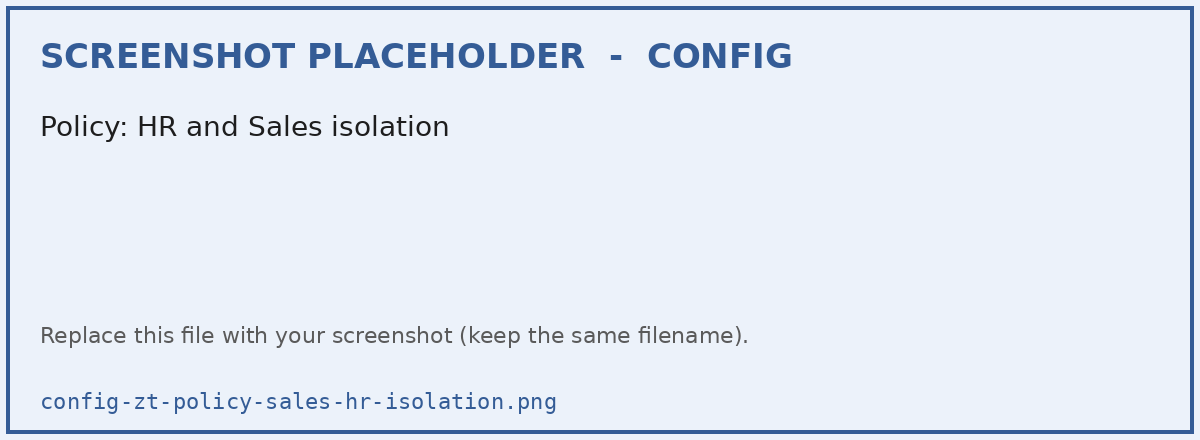 SCREENSHOT PLACEHOLDER - CONFIG
Policy: HR and Sales isolation
Replace this file with your screenshot (keep the same filename).
config-zt-policy-sales-hr-isolation.png